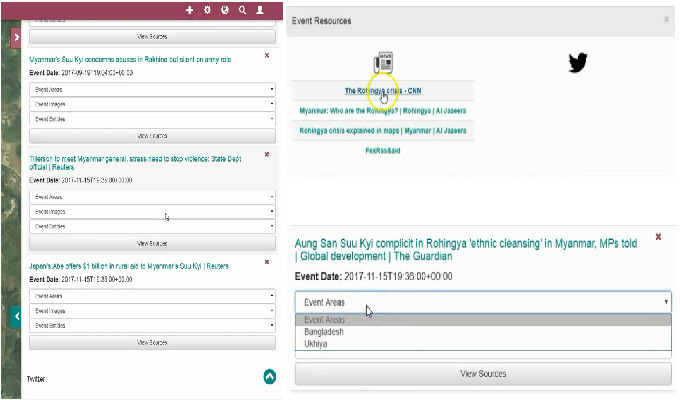 Event Entities
View Sources
Myanmar's Suu Kyi condemns abuses in Rakhine but silent on army role
Event Date: 2017-09-19T19:04:00+00:00
Event Areas
Event Images
Event Entities
View Sources
Tillerson to meet Myanmar general, stress need to stop violence: State Dept
official | Reuters
Event Date: 2017-11-15T19:35:00+00:00
Event Areas
Event Images
Event Entities
View Sources
Japan's Abe offers $1 billion in rural aid to Myanmar's Suu Kyi | Reuters
Event Date: 2017-11-15T19:35:00+00:00
Event Areas
Event Images
Event Entities
View Sources
Twitter
Event Resources
NEWS
The Rohingya crisis - CNN
Myanmar: Who are the Rohingya? | Rohingya | Al Jazeera
Rohingya crisis explained in maps | Myanmar | Al Jazeera
Aung San Suu Kyi complicit in Rohingya 'ethnic cleansing' in Myanmar, MPs told
| Global development | The Guardian
Event Date: 2017-11-15T19:36:00+00:00
Event Areas
Event Areas
Bangladesh
Ukhiya
View Sources